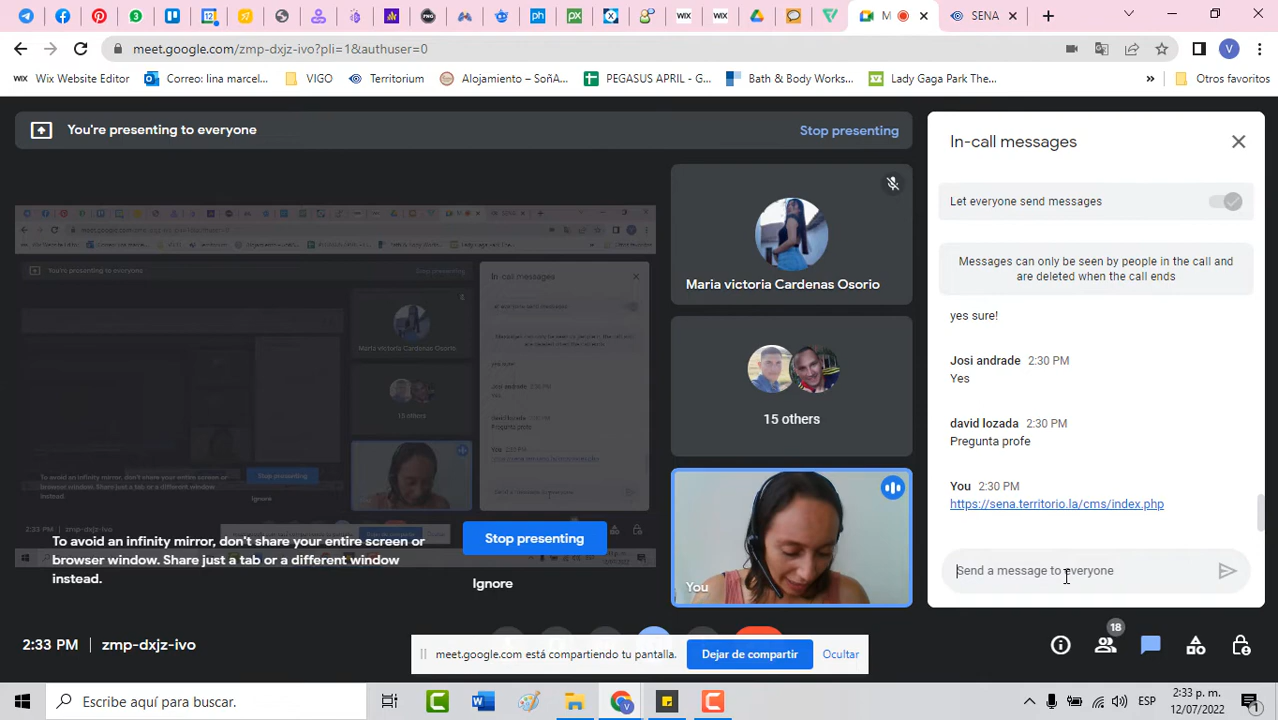 M
SENA
meet.google.com/zmp-dxjz-ivo?pli=1&authuser=0
V
WIX Wix Website Editor
Correo: lina marcel...
VIGO
Territorium
Alojamiento – SoñA...
PEGASUS APRIL - G...
Bath & Body Works...
Lady Gaga Park The...
»
Otros favoritos
You're presenting to everyone
Stop presenting
In-call messages
Let everyone send messages
Messages can only be seen by people in the call and
are deleted when the call ends
yes sure!
Josi andrade 2:30 PM
Yes
david lozada 2:30 PM
Pregunta profe
You 2:30 PM
https://sena.territorio.la/cms/index.php
Send a message to everyone
Maria victoria Cardenas Osorio
15 others
You
To avoid an infinity mirror, don't share your entire screen or
browser window. Share just a tab or a different window
instead.
Stop presenting
Ignore
2:33 PM | zmp-dxjz-ivo
18
meet.google.com está compartiendo tu pantalla.
Dejar de compartir
Ocultar
Escribe aquí para buscar.
ESP
2:33 p. m.
12/07/2022
1